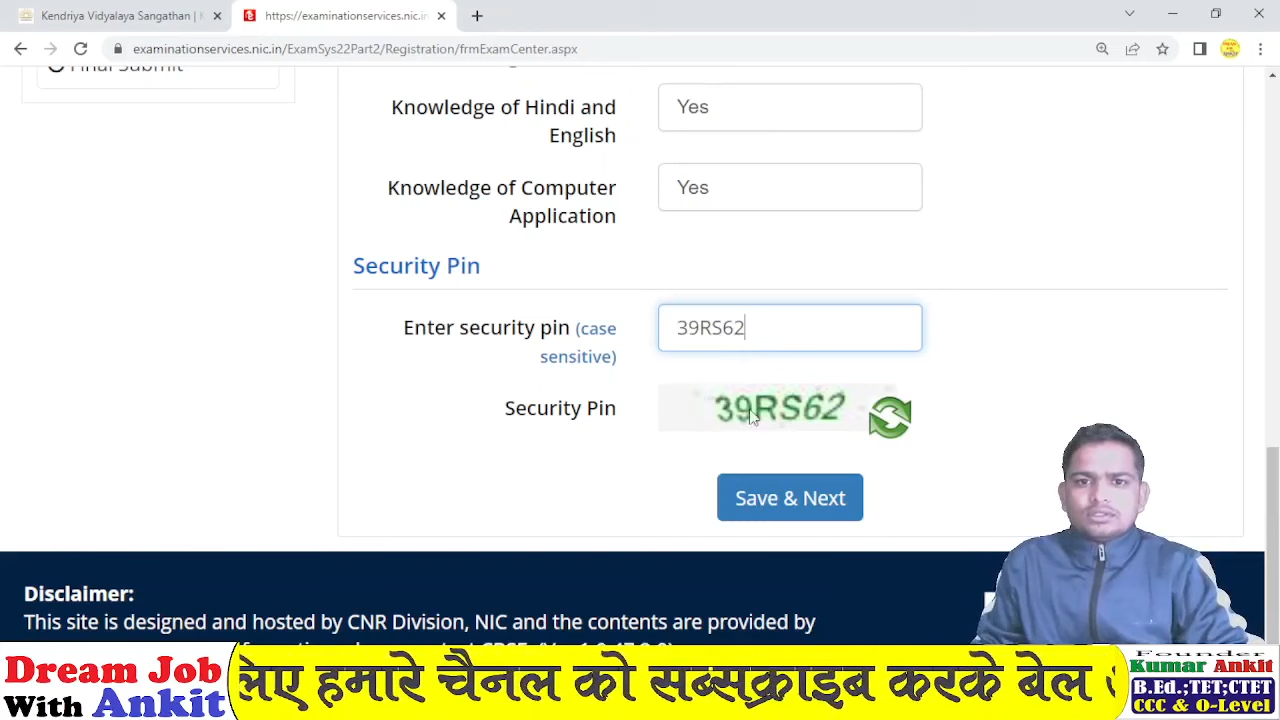 Kendriya Vidyalaya Sangathan |
https://examinationservices.nic.in
examinationservices.nic.in/ExamSys22Part2/Registration/frmExamCenter.aspx
Final Submit
Knowledge of Hindi and
English
Yes
Knowledge of Computer
Application
Yes
Security Pin
Enter security pin (case
sensitive)
39RS62
Security Pin
39RS62
Save & Next
Disclaimer:
This site is designed and hosted by CNR Division, NIC and the contents are provided by
Dream Job
With Ankit
लिए हमारे चैनल को सब्सक्राइब करके बेल
Founder
Kumar Ankit
B.Ed.;TET;CTET
CCC & O-Level